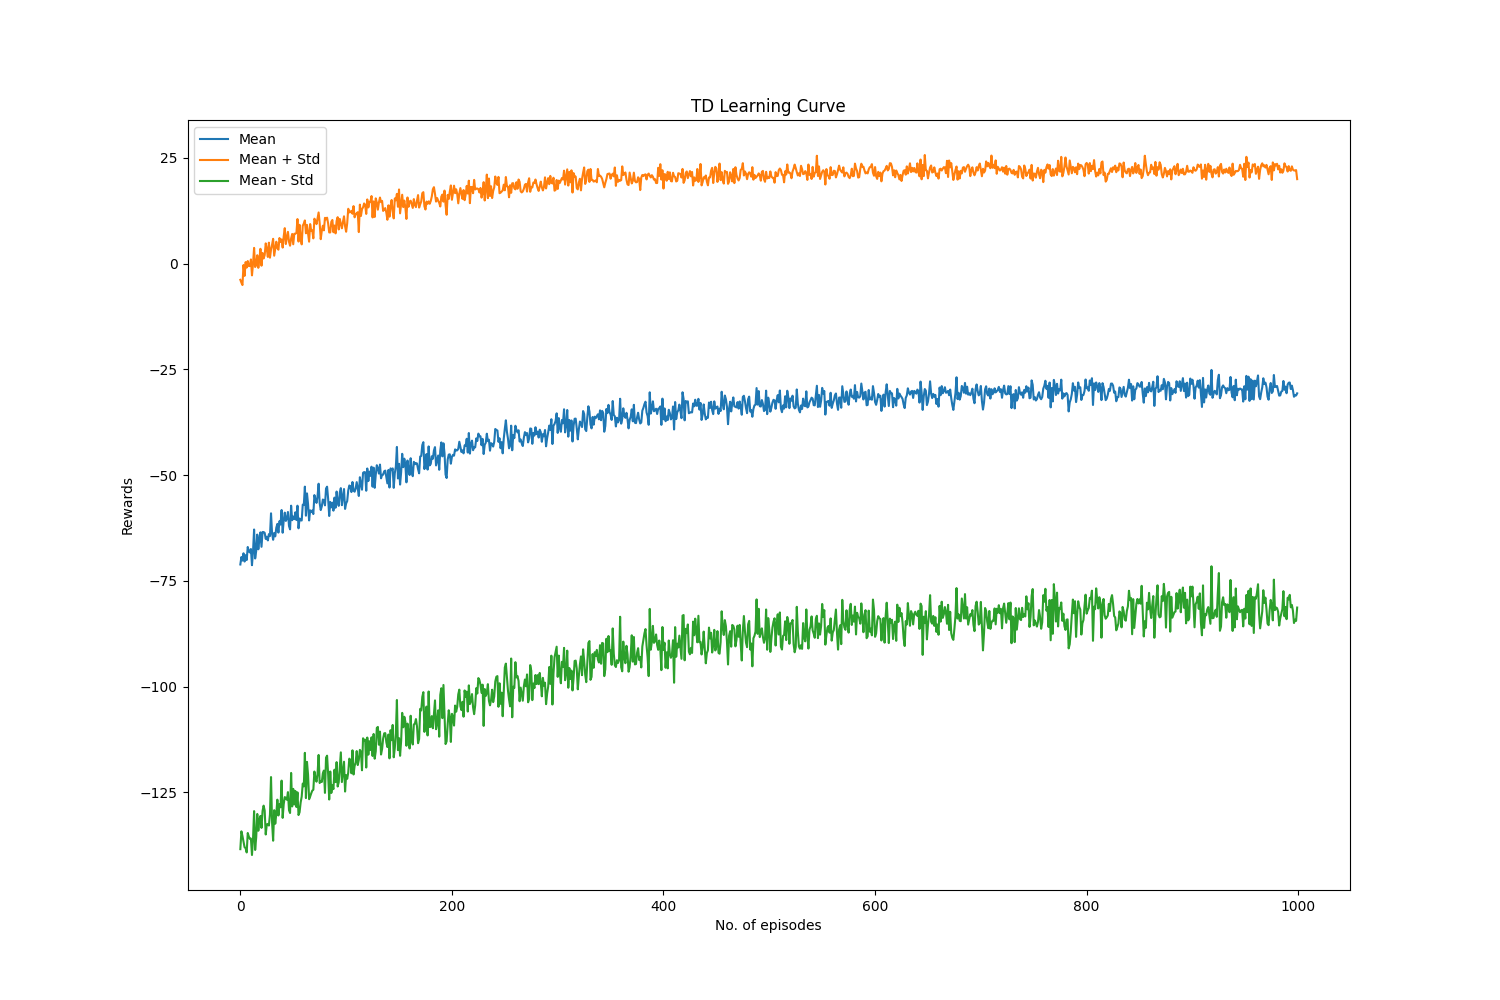 TD Learning Curve
Mean
Mean + Std
Mean - Std
25
0
−25
−50
−75
−100
−125
Rewards
0 200 400 600 800 1000
No. of episodes